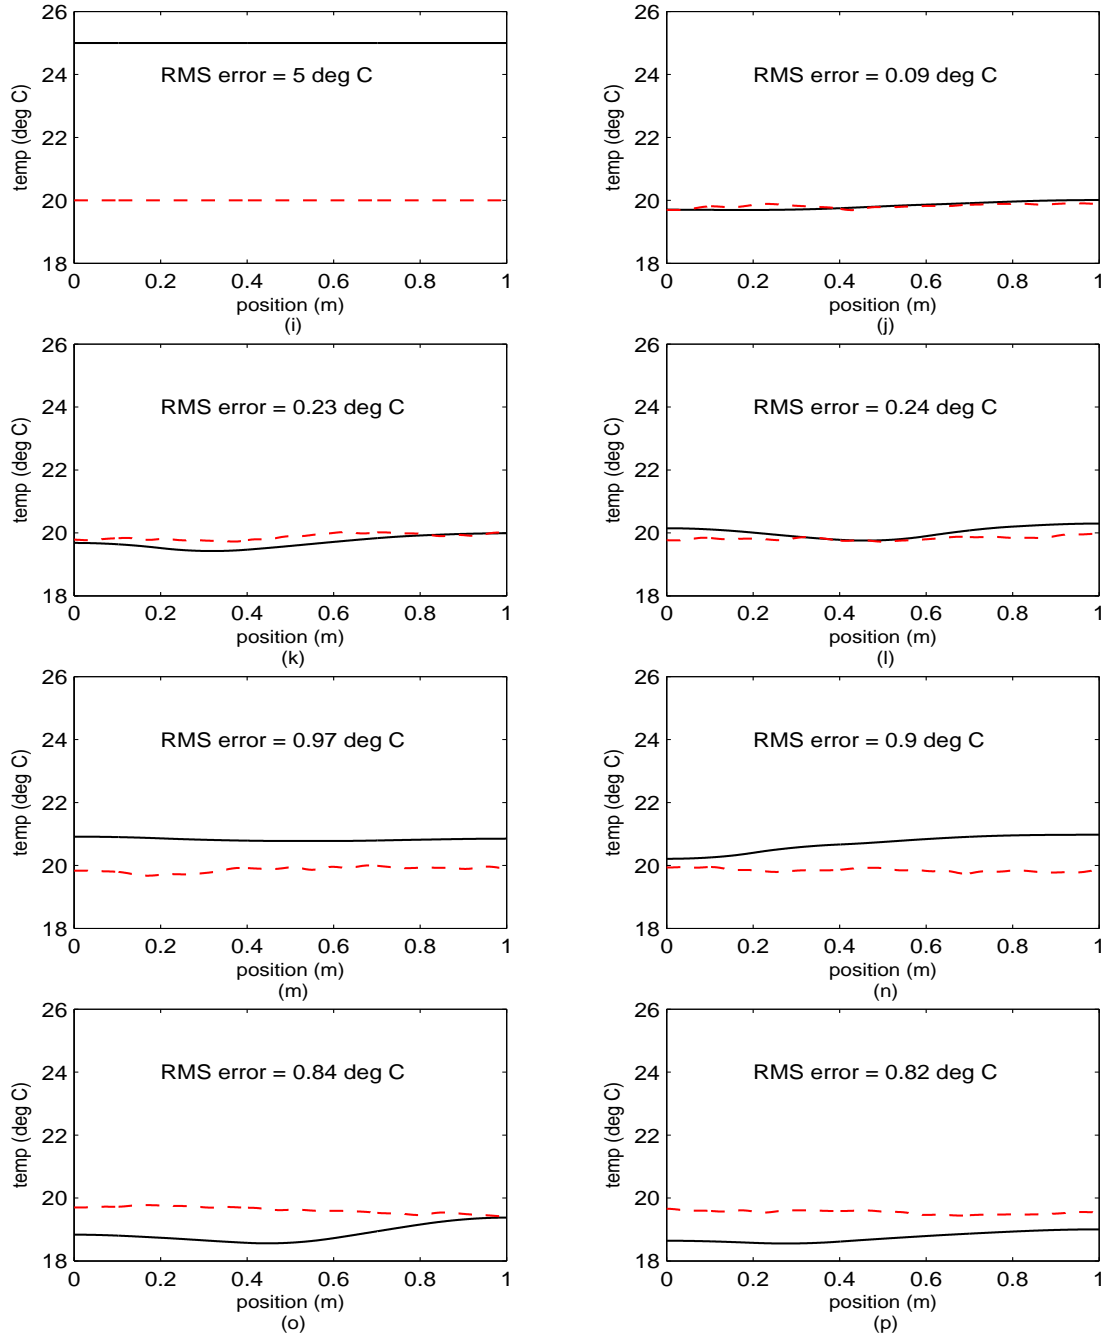 26
24
22
20
18
temp (deg C)
RMS error = 5 deg C
0 0.2 0.4 0.6 0.8 1
position (m)
(i)
26
24
22
20
18
temp (deg C)
RMS error = 0.09 deg C
0 0.2 0.4 0.6 0.8 1
position (m)
(j)
26
24
22
20
18
temp (deg C)
RMS error = 0.23 deg C
0 0.2 0.4 0.6 0.8 1
position (m)
(k)
26
24
22
20
18
temp (deg C)
RMS error = 0.24 deg C
0 0.2 0.4 0.6 0.8 1
position (m)
(l)
26
24
22
20
18
temp (deg C)
RMS error = 0.97 deg C
0 0.2 0.4 0.6 0.8 1
position (m)
(m)
26
24
22
20
18
temp (deg C)
RMS error = 0.9 deg C
0 0.2 0.4 0.6 0.8 1
position (m)
(n)
26
24
22
20
18
temp (deg C)
RMS error = 0.84 deg C
0 0.2 0.4 0.6 0.8 1
position (m)
(o)
26
24
22
20
18
temp (deg C)
RMS error = 0.82 deg C
0 0.2 0.4 0.6 0.8 1
position (m)
(p)